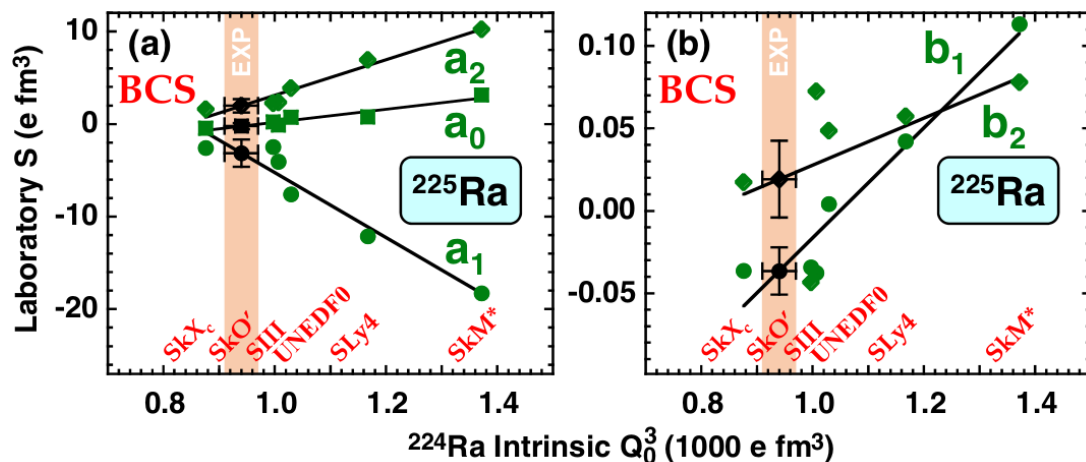 Laboratory S (e fm³)
10
0
-10
-20
(a)
BCS
EXP
a₂
a₀
²²⁵Ra
a₁
SkXc
SkO′
SIII
UNEDF0
SLy4
SkM*
0.8 1.0 1.2 1.4
0.10
0.05
0.00
-0.05
(b)
BCS
EXP
b₁
b₂
²²⁵Ra
SkXc
SkO′
SIII
UNEDF0
SLy4
SkM*
0.8 1.0 1.2 1.4
²²⁴Ra Intrinsic Q₀³ (1000 e fm³)